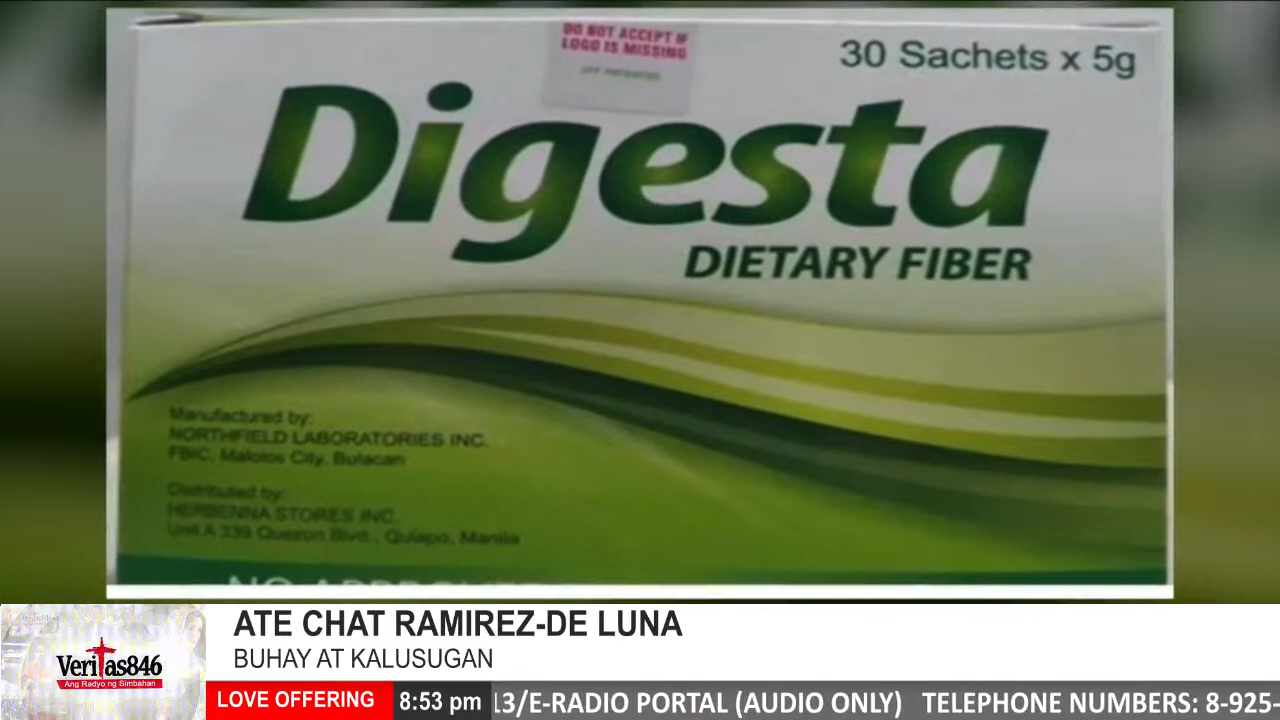 DO NOT ACCEPT IF
LOGO IS MISSING
30 Sachets x 5g
Digesta
DIETARY FIBER
Manufactured by:
NORTHFIELD LABORATORIES INC.
FBIC, Malolos City, Bulacan
Distributed by:
HERBENNA STORES INC.
Unit A 339 Quezon Blvd., Quiapo, Manila
NO APPROVED
ATE CHAT RAMIREZ-DE LUNA
BUHAY AT KALUSUGAN
Veritas846
Ang Radyo ng Simbahan
LOVE OFFERING 8:53 pm 13/E-RADIO PORTAL (AUDIO ONLY) TELEPHONE NUMBERS: 8-925-